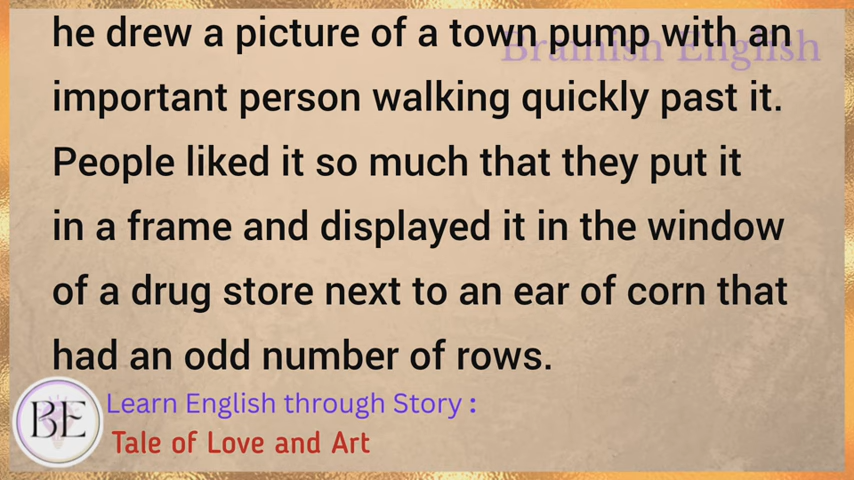 he drew a picture of a town pump with an
Brainish English
important person walking quickly past it.
People liked it so much that they put it
in a frame and displayed it in the window
of a drug store next to an ear of corn that
had an odd number of rows.
BE
Learn English through Story :
Tale of Love and Art